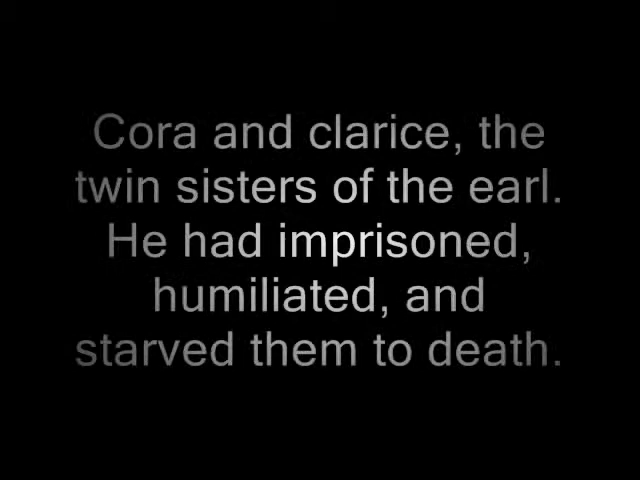 Cora and clarice, the
twin sisters of the earl.
He had imprisoned,
humiliated, and
starved them to death.